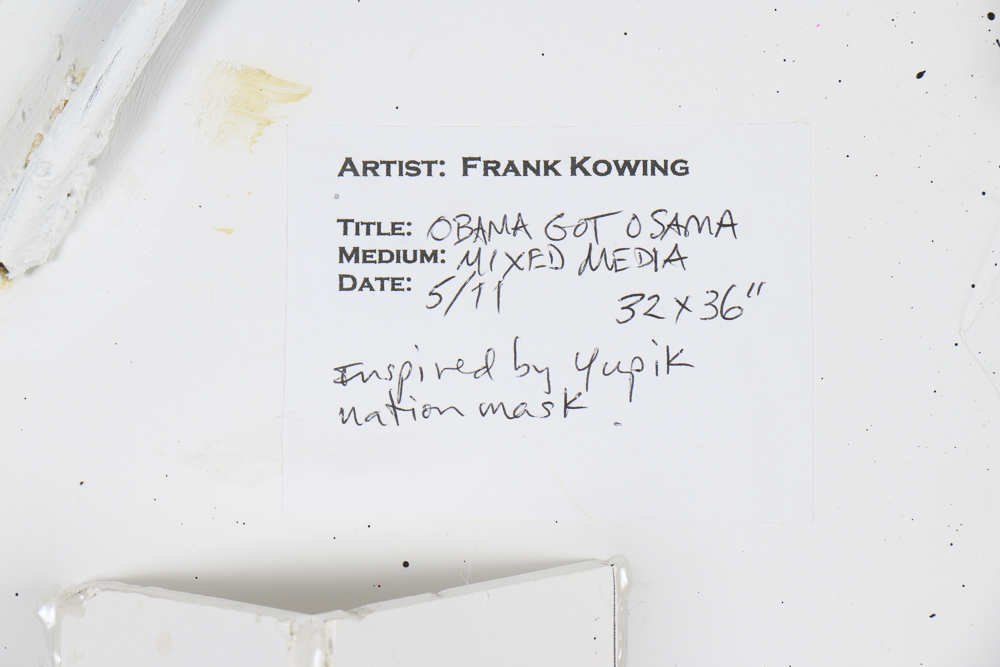 ARTIST: FRANK KOWING
TITLE: OBAMA GOT OSAMA
MEDIUM: MIXED MEDIA
DATE: 5/11 32 x 36"
Inspired by Yupik
nation mask.